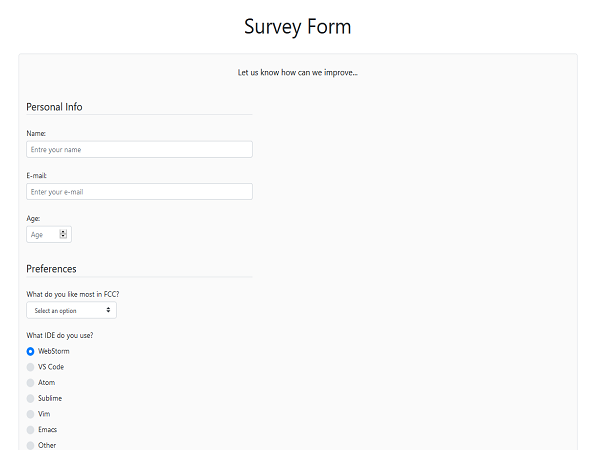 Survey Form
Let us know how can we improve...
Personal Info
Name:
Entre your name
E-mail:
Enter your e-mail
Age:
Age
Preferences
What do you like most in FCC?
Select an option
What IDE do you use?
WebStorm
VS Code
Atom
Sublime
Vim
Emacs
Other